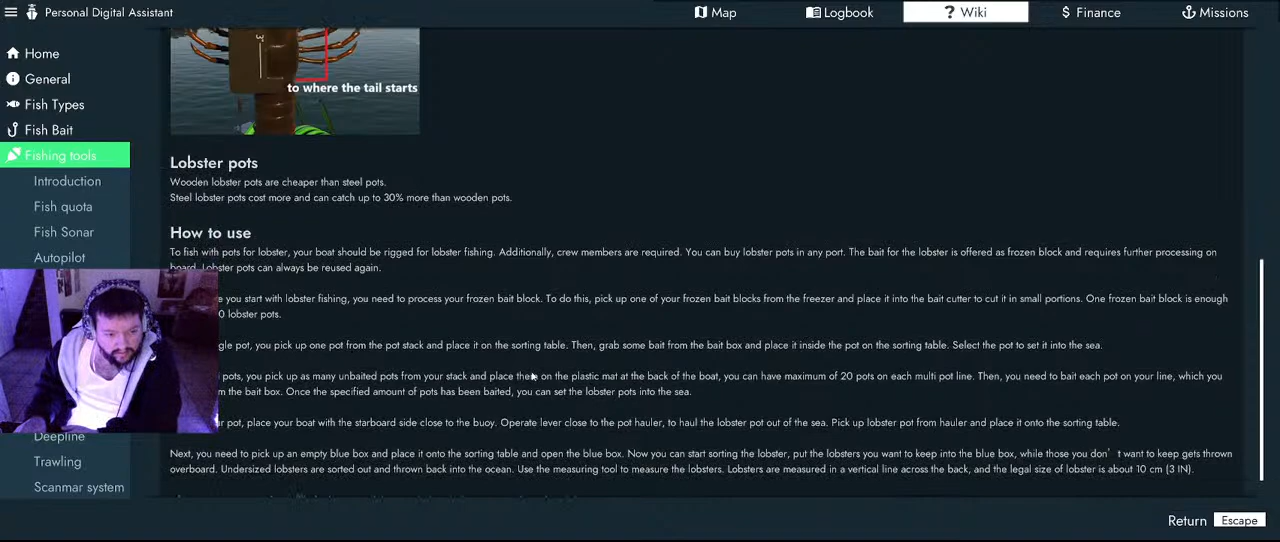 Personal Digital Assistant
Map
Logbook
? Wiki
Finance
Missions
Home
General
Fish Types
Fish Bait
Fishing tools
Introduction
Fish quota
Fish Sonar
Autopilot
Deepline
Trawling
Scanmar system
to where the tail starts
Lobster pots
Wooden lobster pots are cheaper than steel pots.
Steel lobster pots cost more and can catch up to 30% more than wooden pots.
How to use
To fish with pots for lobster, your boat should be rigged for lobster fishing. Additionally, crew members are required. You can buy lobster pots in any port. The bait for the lobster is offered as frozen block and requires further processing on
board. Lobster pots can always be reused again.
you start with lobster fishing, you need to process your frozen bait block. To do this, pick up one of your frozen bait blocks from the freezer and place it into the bait cutter to cut it in small portions. One frozen bait block is enough
0 lobster pots.
gle pot, you pick up one pot from the pot stack and place it on the sorting table. Then, grab some bait from the bait box and place it inside the pot on the sorting table. Select the pot to set it into the sea.
pots, you pick up as many unbaited pots from your stack and place them on the plastic mat at the back of the boat, you can have maximum of 20 pots on each multi pot line. Then, you need to bait each pot on your line, which you
m the bait box. Once the specified amount of pots has been baited, you can set the lobster pots into the sea.
ur pot, place your boat with the starboard side close to the buoy. Operate lever close to the pot hauler, to haul the lobster pot out of the sea. Pick up lobster pot from hauler and place it onto the sorting table.
Next, you need to pick up an empty blue box and place it onto the sorting table and open the blue box. Now you can start sorting the lobster, put the lobsters you want to keep into the blue box, while those you don't want to keep gets thrown
overboard. Undersized lobsters are sorted out and thrown back into the ocean. Use the measuring tool to measure the lobsters. Lobsters are measured in a vertical line across the back, and the legal size of lobster is about 10 cm (3 IN).
Return Escape